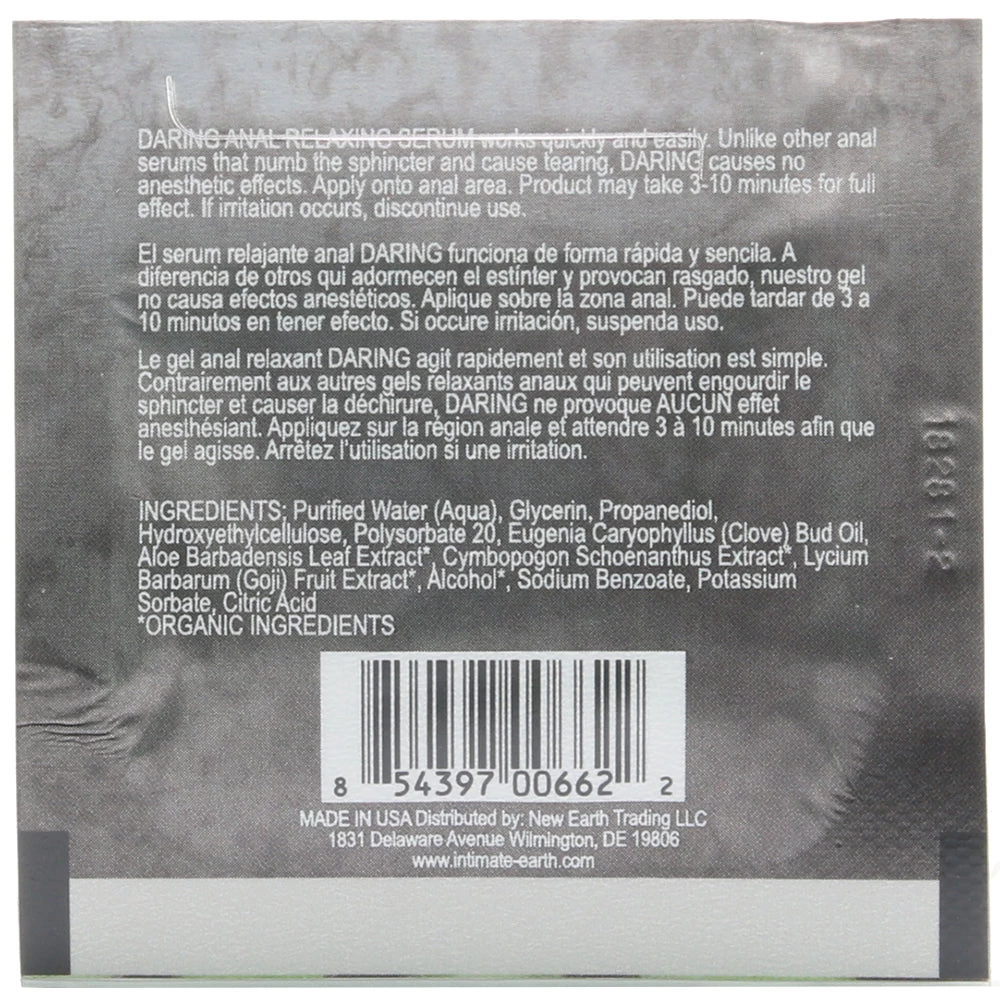 DARING ANAL RELAXING SERUM works quickly and easily. Unlike other anal
serums that numb the sphincter and cause tearing, DARING causes no
anesthetic effects. Apply onto anal area. Product may take 3-10 minutes for full
effect. If irritation occurs, discontinue use.
El serum relajante anal DARING funciona de forma rápida y sencila. A
diferencia de otros qui adormecen el estínter y provocan rasgado, nuestro gel
no causa efectos anestéticos. Aplique sobre la zona anal. Puede tardar de 3 a
10 minutos en tener efecto. Si occure irritación, suspenda uso.
Le gel anal relaxant DARING agit rapidement et son utilisation est simple.
Contrairement aux autres gels relaxants anaux qui peuvent engourdir le
sphincter et causer la déchirure, DARING ne provoque AUCUN effet
anesthésiant. Appliquez sur la région anale et attendre 3 à 10 minutes afin que
le gel agisse. Arrêtez l'utilisation si une irritation.
INGREDIENTS: Purified Water (Aqua), Glycerin, Propanediol,
Hydroxyethylcellulose, Polysorbate 20, Eugenia Caryophyllus (Clove) Bud Oil,
Aloe Barbadensis Leaf Extract*, Cymbopogon Schoenanthus Extract*, Lycium
Barbarum (Goji) Fruit Extract*, Alcohol*, Sodium Benzoate, Potassium
Sorbate, Citric Acid
*ORGANIC INGREDIENTS
8 54397 00662 2
MADE IN USA Distributed by: New Earth Trading LLC
1831 Delaware Avenue Wilmington, DE 19806
www.intimate-earth.com
18281-2